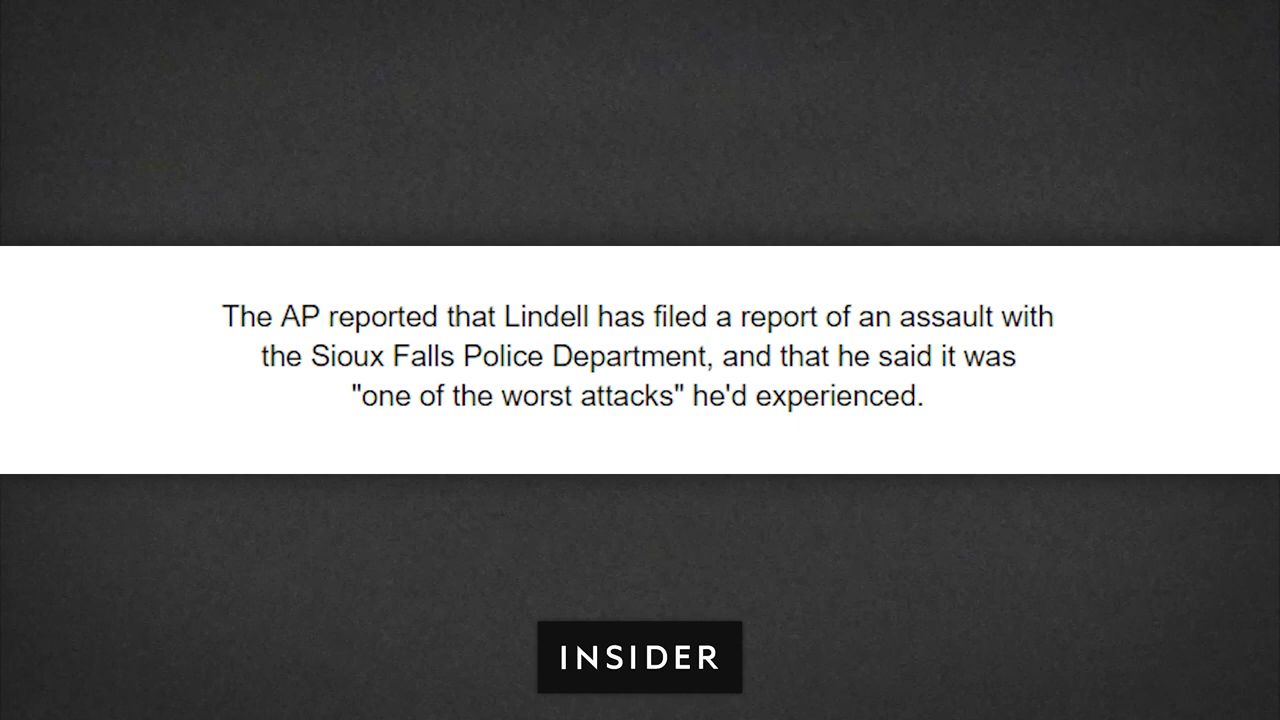 The AP reported that Lindell has filed a report of an assault with
the Sioux Falls Police Department, and that he said it was
"one of the worst attacks" he'd experienced.
INSIDER